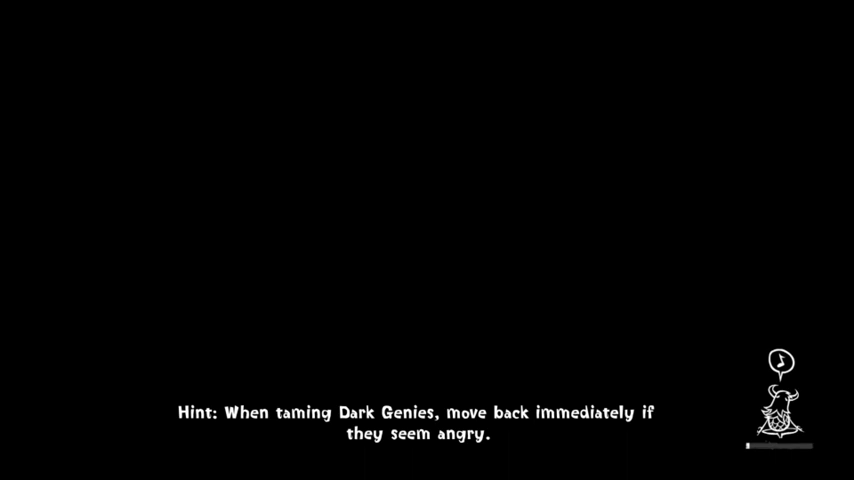 Hint: When taming Dark Genies, move back immediately if
they seem angry.